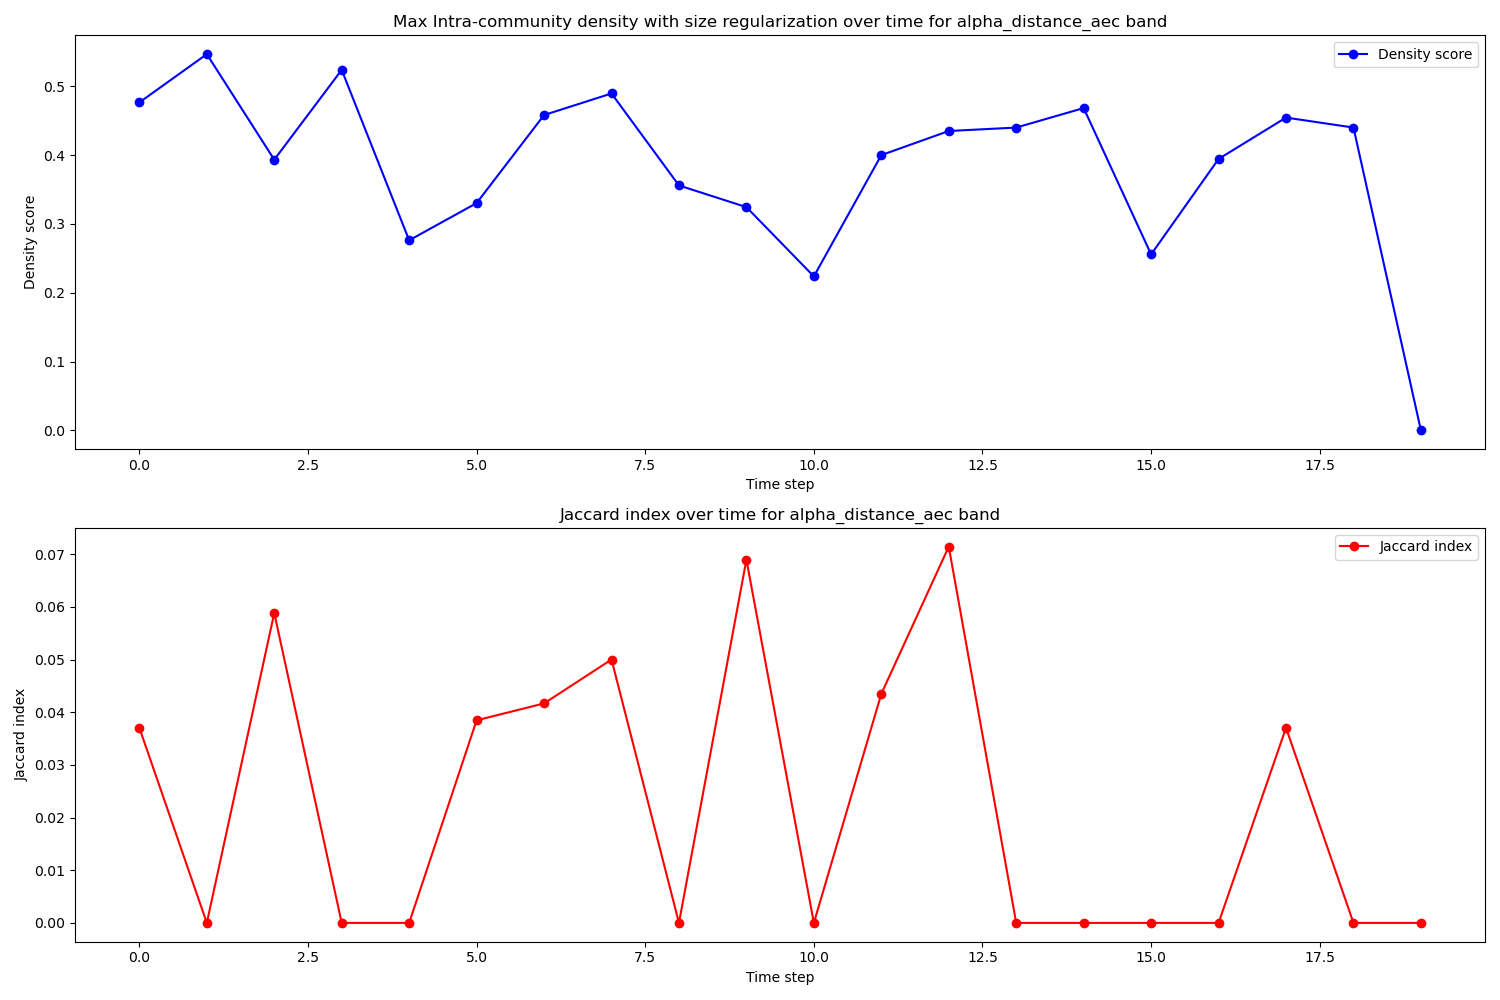 Max Intra-community density with size regularization over time for alpha_distance_aec band
Density score
0.5
0.4
0.3
0.2
0.1
0.0
Density score
0.0 2.5 5.0 7.5 10.0 12.5 15.0 17.5
Time step
Jaccard index over time for alpha_distance_aec band
Jaccard index
0.07
0.06
0.05
0.04
0.03
0.02
0.01
0.00
Jaccard index
0.0 2.5 5.0 7.5 10.0 12.5 15.0 17.5
Time step